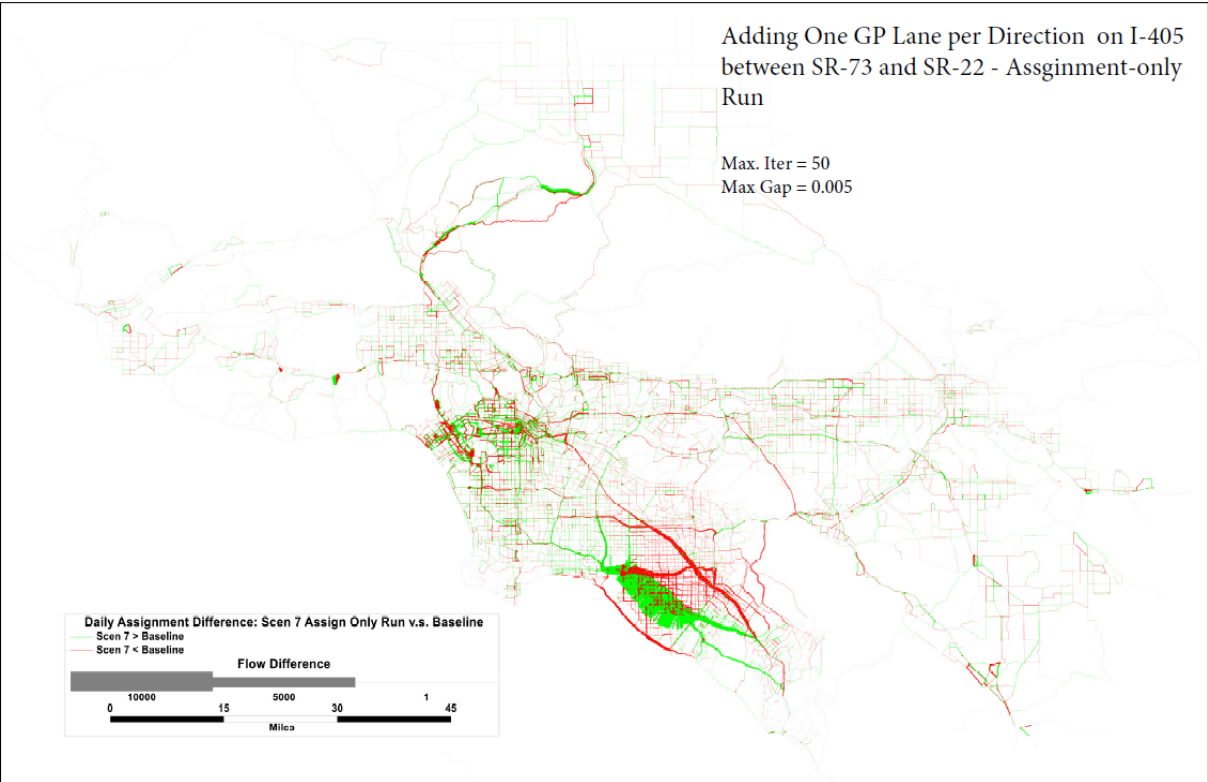 Adding One GP Lane per Direction on I-405
between SR-73 and SR-22 - Assginment-only
Run
Max. Iter = 50
Max Gap = 0.005
Daily Assignment Difference: Scen 7 Assign Only Run v.s. Baseline
Scen 7 > Baseline
Scen 7 < Baseline
Flow Difference
10000 5000 1
0 15 30 45
Miles